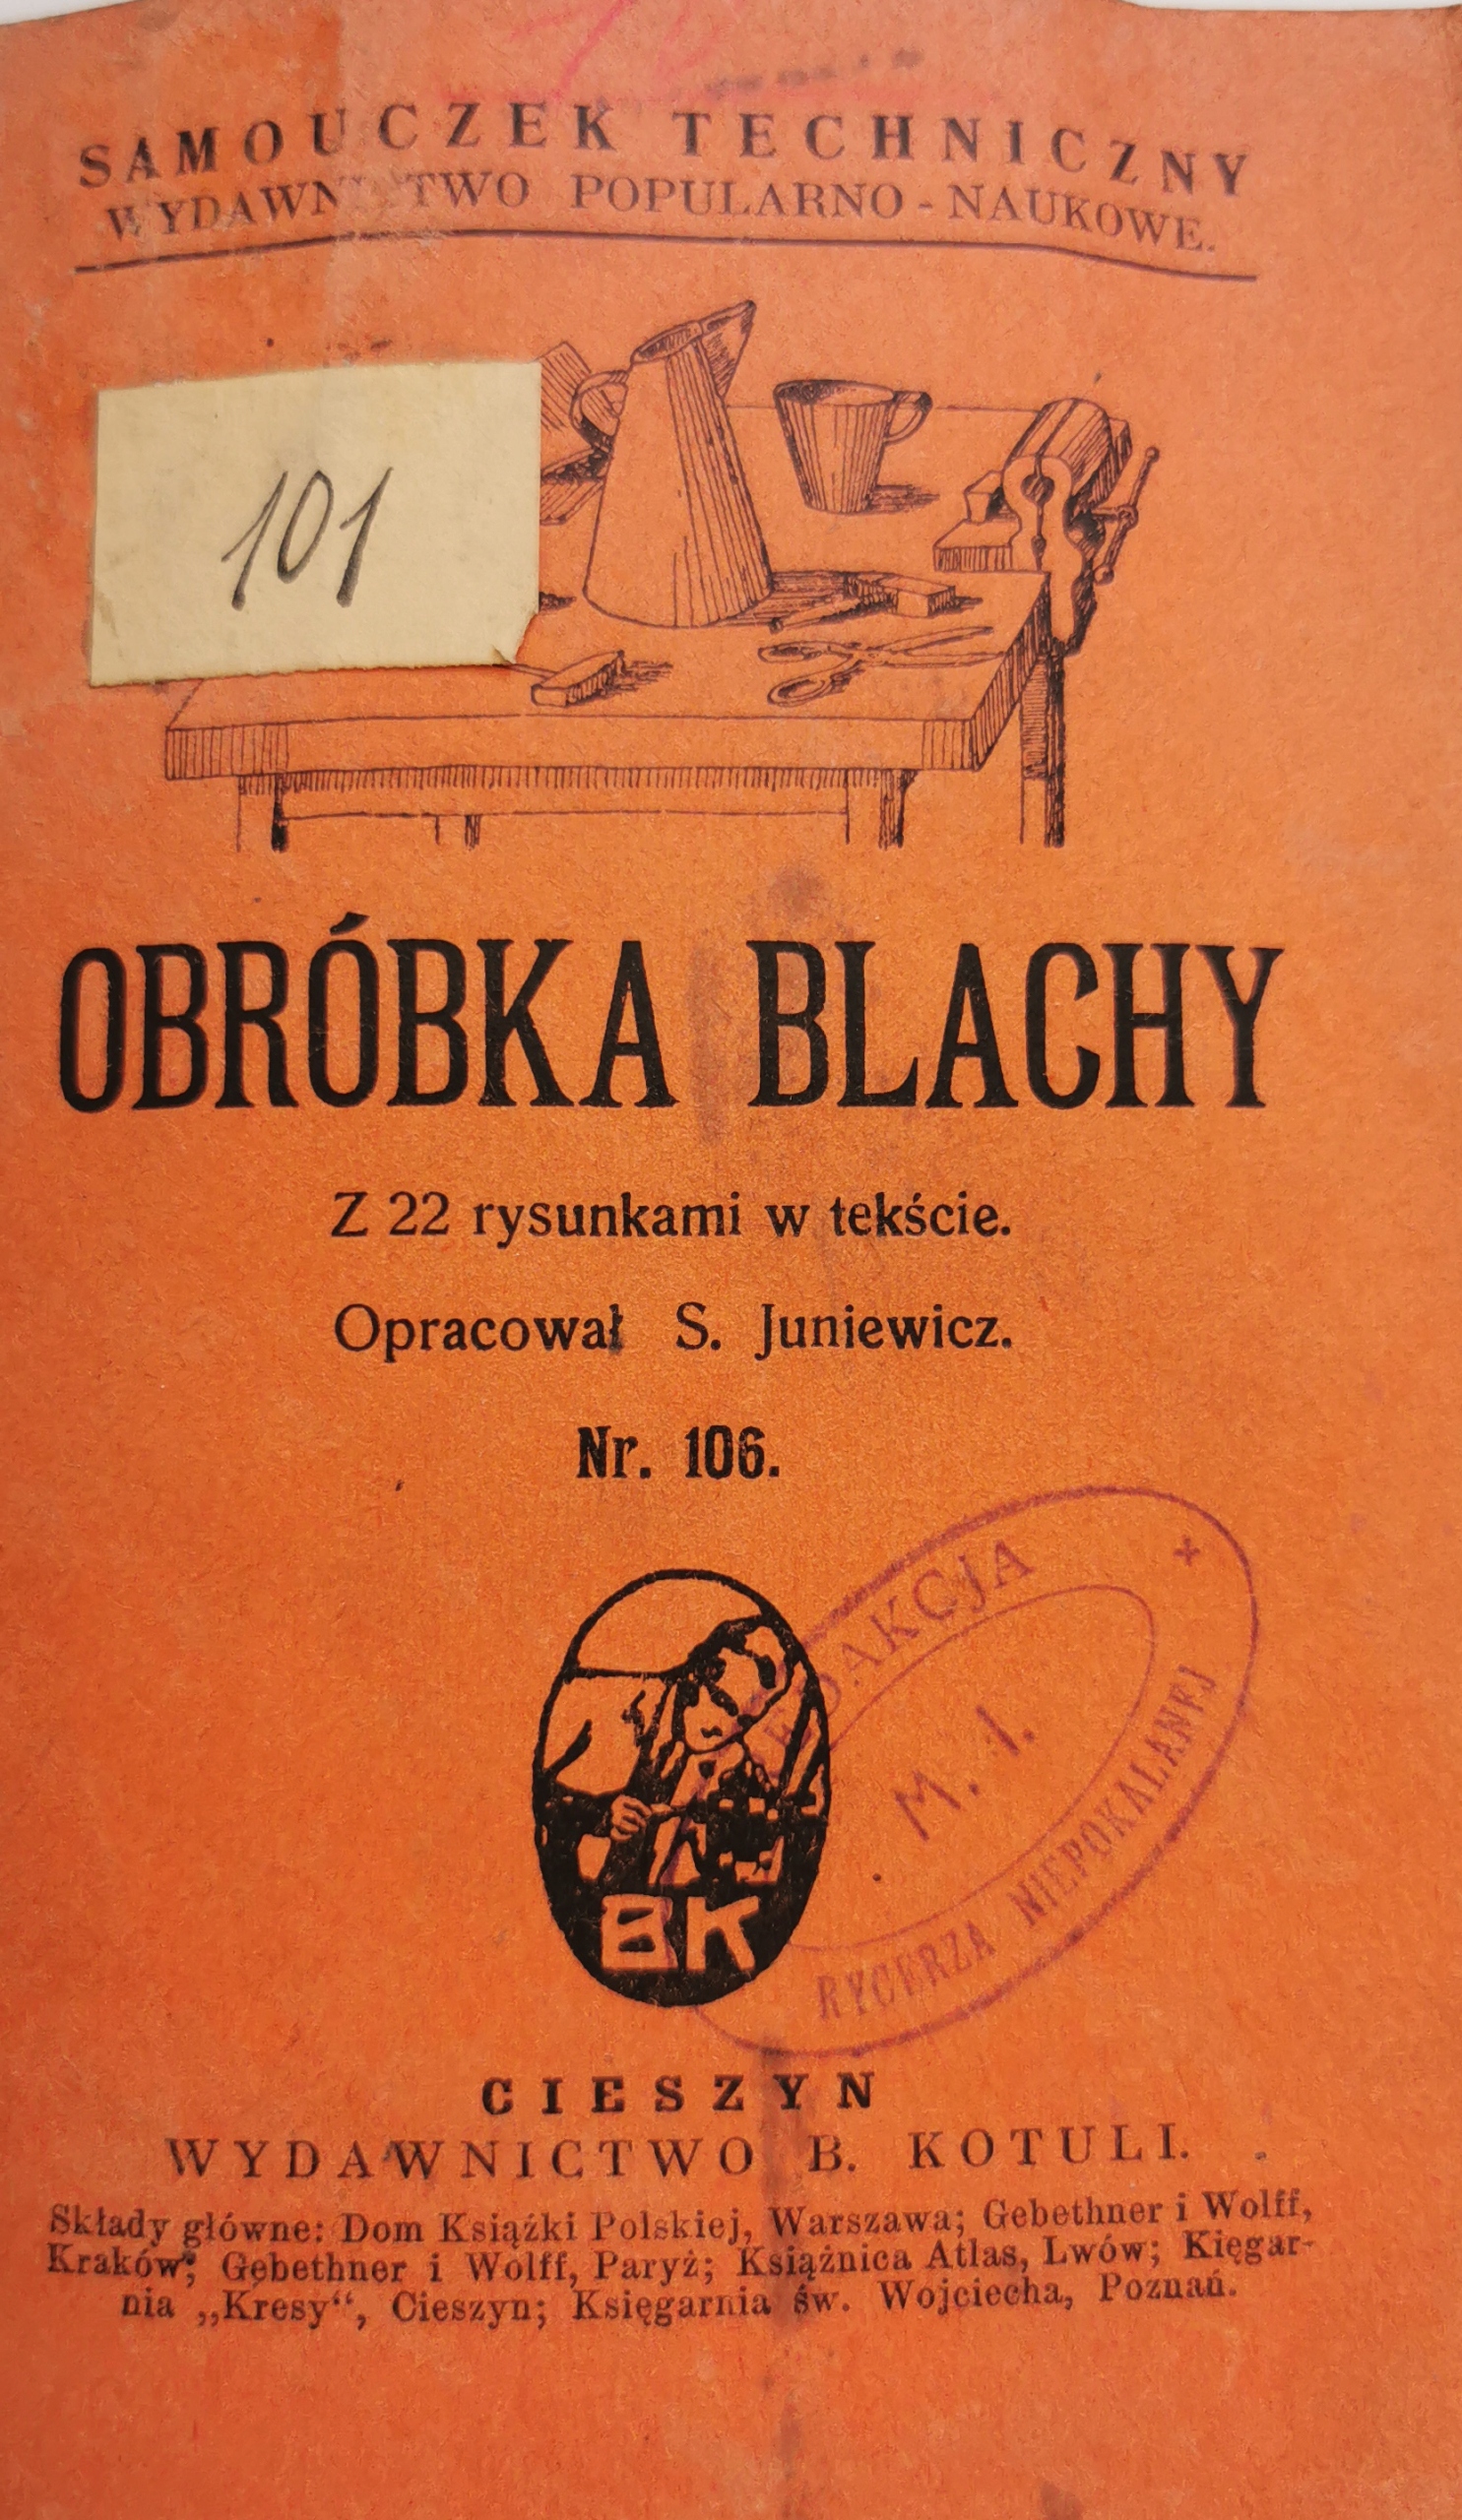 SAMOUCZEK TECHNICZNY
WYDAWNICTWO POPULARNO-NAUKOWE.
101
OBRÓBKA BLACHY
Z 22 rysunkami w tekście.
Opracował S. Juniewicz.
Nr. 106.
REDAKCJA
M. I.
RYCERZA NIEPOKALANEJ
BK
CIESZYN
WYDAWNICTWO B. KOTULI.
Składy główne: Dom Książki Polskiej, Warszawa; Gebethner i Wolff,
Kraków; Gebethner i Wolff, Paryż; Książnica Atlas, Lwów; Kięgar-
nia „Kresy“, Cieszyn; Księgarnia św. Wojciecha, Poznań.